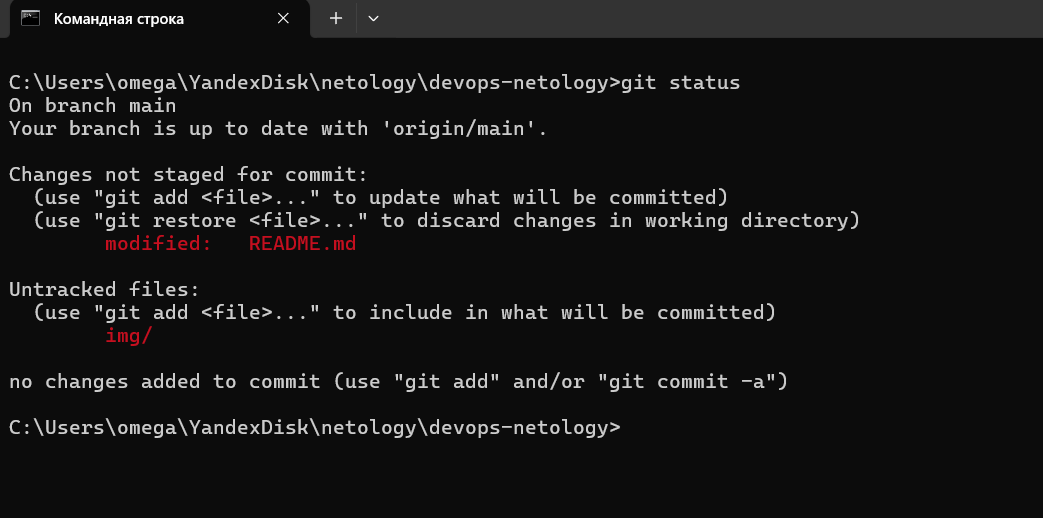 Командная строка
C:\Users\omega\YandexDisk\netology\devops-netology>git status
On branch main
Your branch is up to date with 'origin/main'.
Changes not staged for commit:
  (use "git add <file>..." to update what will be committed)
  (use "git restore <file>..." to discard changes in working directory)
        modified:   README.md
Untracked files:
  (use "git add <file>..." to include in what will be committed)
        img/
no changes added to commit (use "git add" and/or "git commit -a")
C:\Users\omega\YandexDisk\netology\devops-netology>